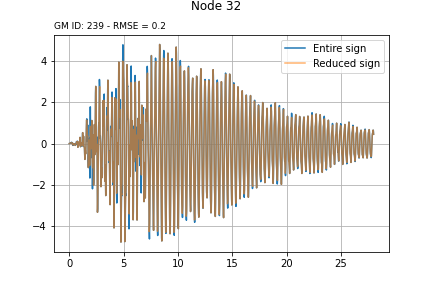 Node 32
GM ID: 239 - RMSE = 0.2
Entire sign
Reduced sign
4
2
0
−2
−4
0 5 10 15 20 25